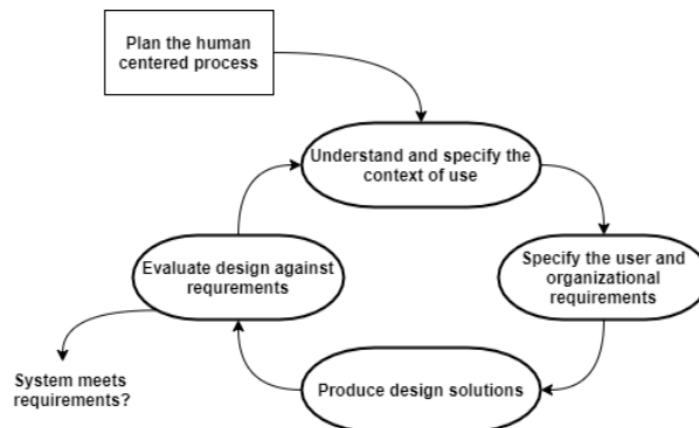 Plan the human
centered process
Understand and specify the
context of use
Evaluate design against
requrements
Specify the user and
organizational
requirements
System meets
requirements?
Produce design solutions